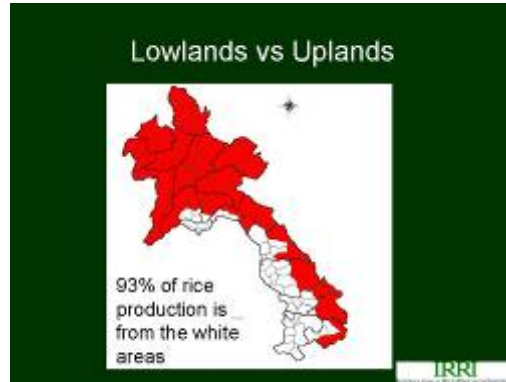 Lowlands vs Uplands
93% of rice
production is
from the white
areas
IRRI